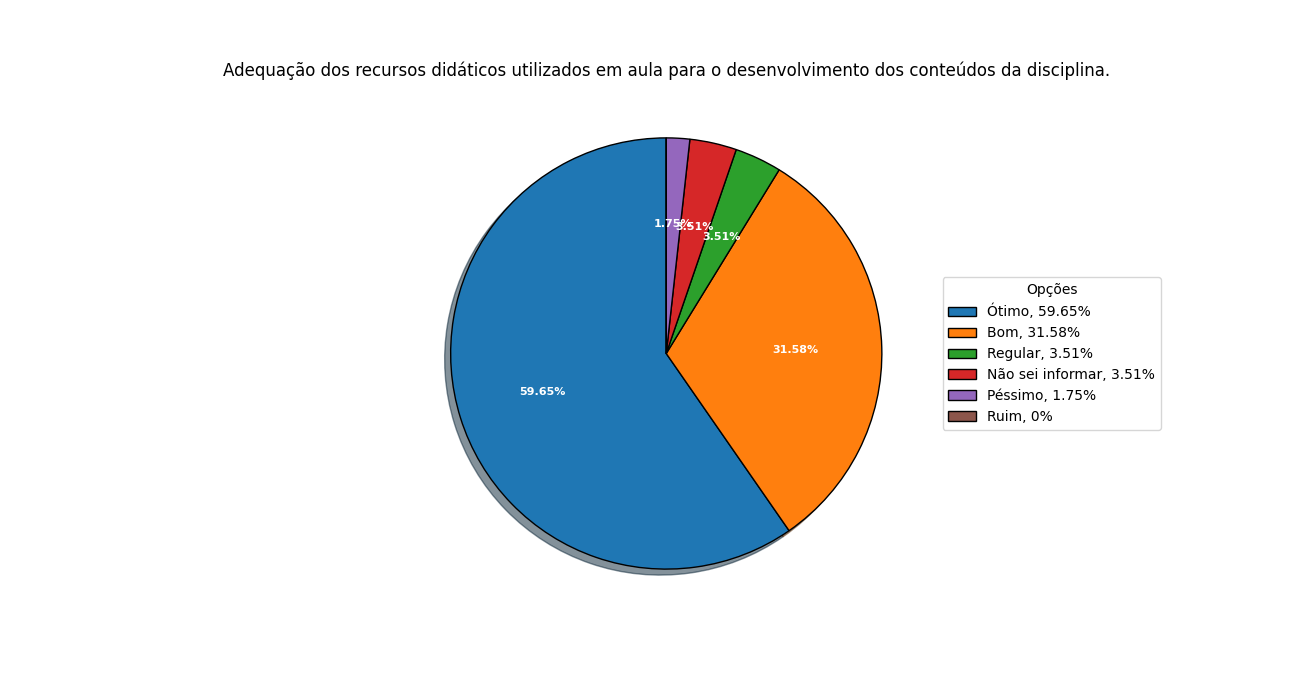 Adequação dos recursos didáticos utilizados em aula para o desenvolvimento dos conteúdos da disciplina.
1.75%
3.51%
3.51%
31.58%
59.65%
Opções
Ótimo, 59.65%
Bom, 31.58%
Regular, 3.51%
Não sei informar, 3.51%
Péssimo, 1.75%
Ruim, 0%